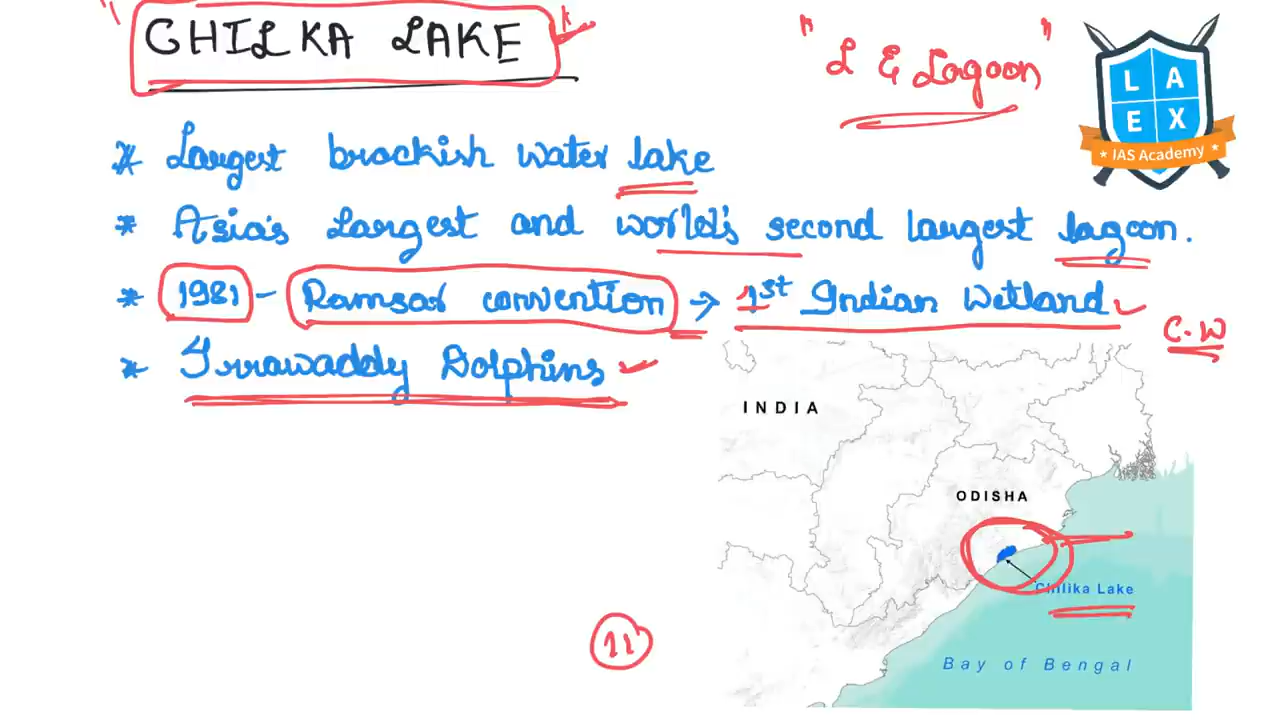 " CHILKA LAKE "
" L & Lagoon "
LAEX
IAS Academy
* Largest brackish water lake
* Asia's Largest and world's second largest lagoon.
* 1981 - Ramsar convention → 1st Indian Wetland
C.W
* Irrawaddy Dolphins
INDIA
ODISHA
Chilika Lake
Bay of Bengal
11